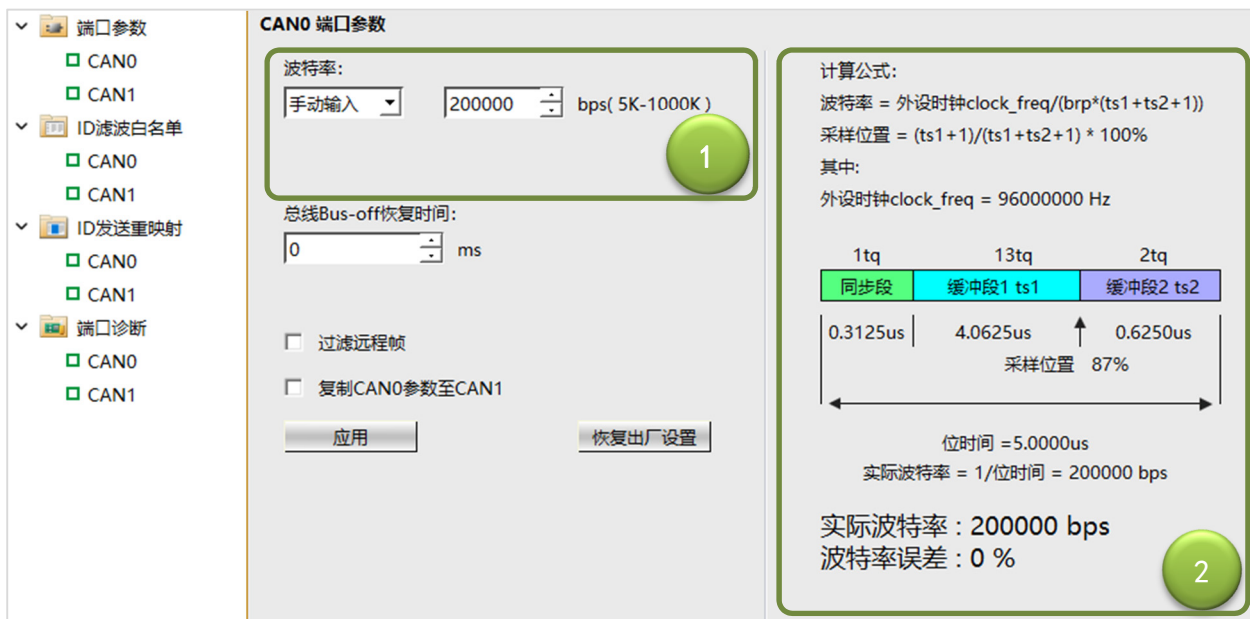 端口参数
CAN0
CAN1
ID滤波白名单
CAN0
CAN1
ID发送重映射
CAN0
CAN1
端口诊断
CAN0
CAN1
CAN0 端口参数
波特率:
手动输入 200000 bps( 5K-1000K )
1
总线Bus-off恢复时间:
0 ms
过滤远程帧
复制CAN0参数至CAN1
应用 恢复出厂设置
计算公式:
波特率 = 外设时钟clock_freq/(brp*(ts1+ts2+1))
采样位置 = (ts1+1)/(ts1+ts2+1) * 100%
其中:
外设时钟clock_freq = 96000000 Hz
1tq 13tq 2tq
同步段 缓冲段1 ts1 缓冲段2 ts2
0.3125us 4.0625us 0.6250us
采样位置 87%
位时间 =5.0000us
实际波特率 = 1/位时间 = 200000 bps
实际波特率 : 200000 bps
波特率误差 : 0 %
2